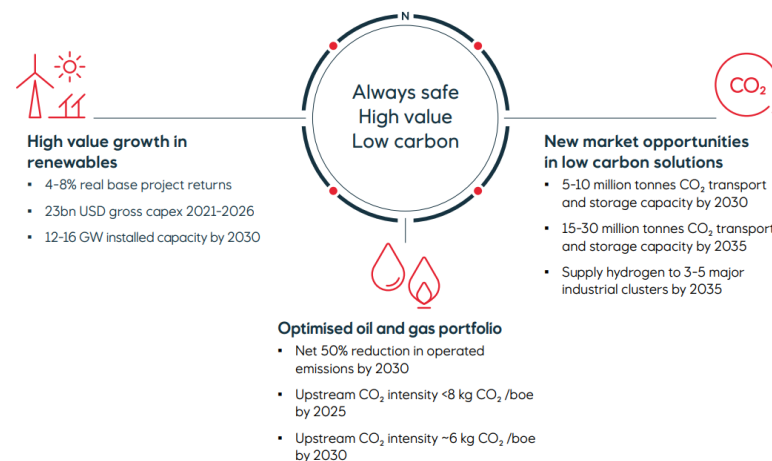 N
Always safe
High value
Low carbon
CO₂
High value growth in
renewables
▪ 4-8% real base project returns
▪ 23bn USD gross capex 2021-2026
▪ 12-16 GW installed capacity by 2030
New market opportunities
in low carbon solutions
▪ 5-10 million tonnes CO₂ transport
and storage capacity by 2030
▪ 15-30 million tonnes CO₂ transport
and storage capacity by 2035
▪ Supply hydrogen to 3-5 major
industrial clusters by 2035
Optimised oil and gas portfolio
▪ Net 50% reduction in operated
emissions by 2030
▪ Upstream CO₂ intensity <8 kg CO₂ /boe
by 2025
▪ Upstream CO₂ intensity ~6 kg CO₂ /boe
by 2030